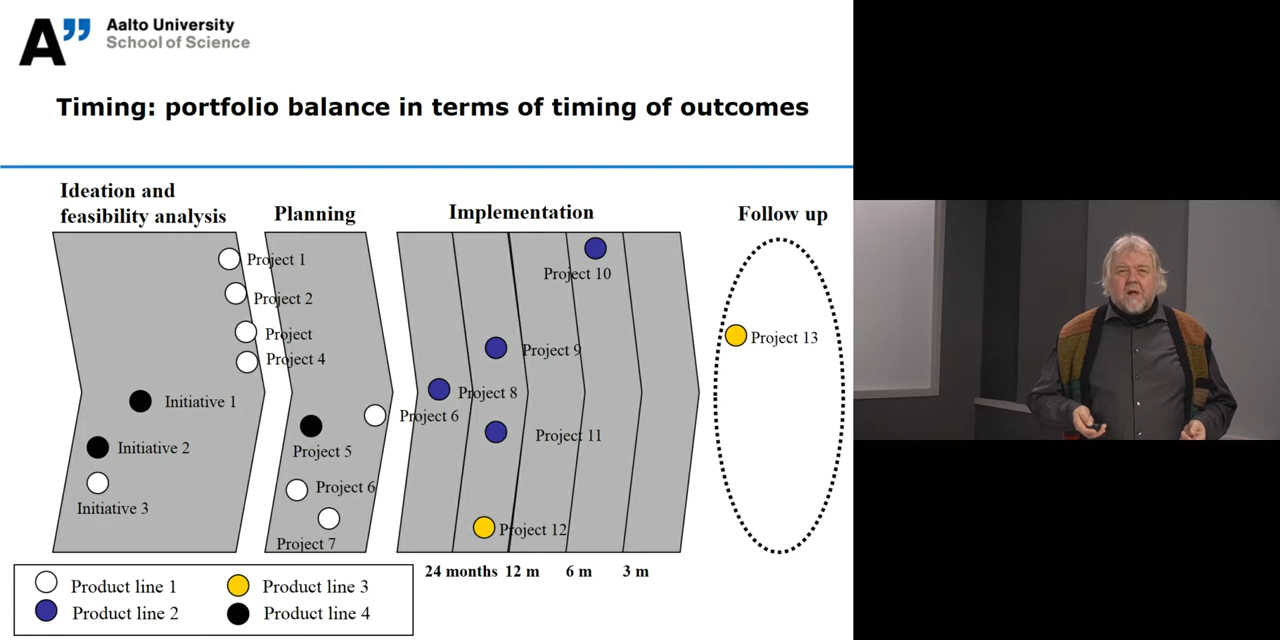 Aalto University
School of Science
Timing: portfolio balance in terms of timing of outcomes
Ideation and
feasibility analysis
Planning
Implementation
Follow up
Project 1
Project 2
Project
Project 4
Initiative 1
Initiative 2
Initiative 3
Project 5
Project 6
Project 6
Project 7
Project 10
Project 9
Project 8
Project 11
Project 12
Project 13
24 months 12 m 6 m 3 m
Product line 1
Product line 2
Product line 3
Product line 4